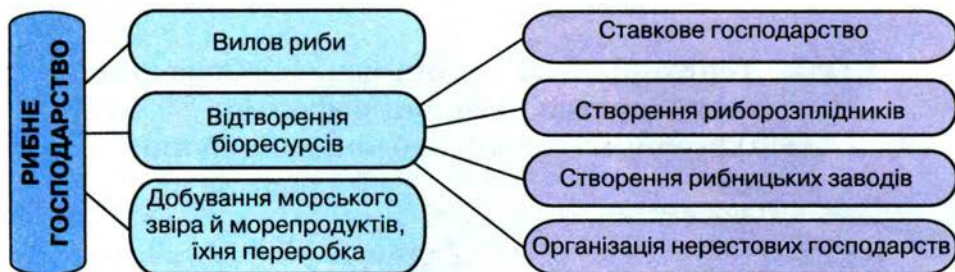 РИБНЕ
ГОСПОДАРСТВО
Вилов риби
Відтворення
біоресурсів
Добування морського
звіра й морепродуктів,
їхня переробка
Ставкове господарство
Створення риборозплідників
Створення рибницьких заводів
Організація нерестових господарств